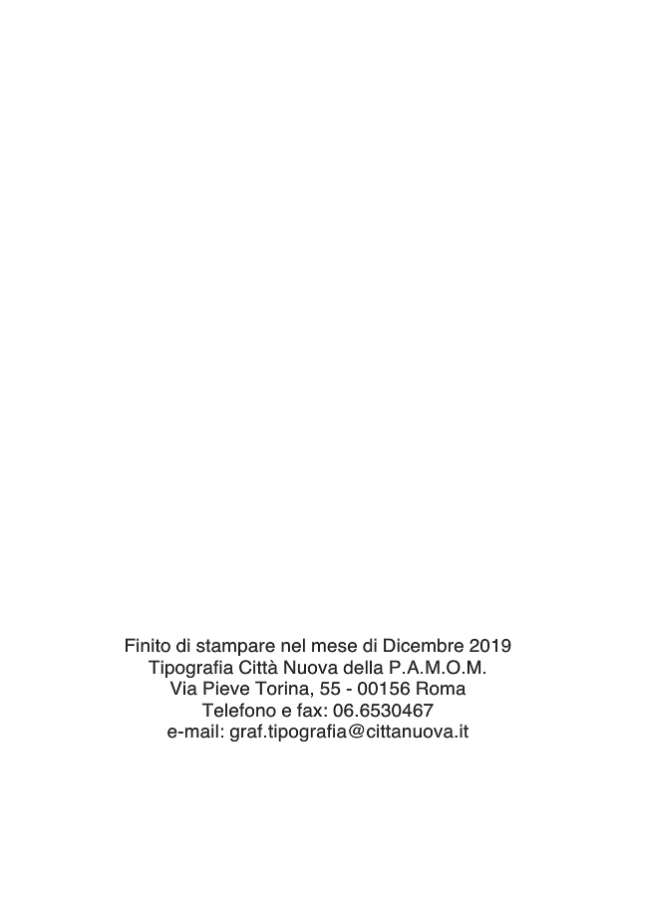 Finito di stampare nel mese di Dicembre 2019
Tipografia Città Nuova della P.A.M.O.M.
Via Pieve Torina, 55 - 00156 Roma
Telefono e fax: 06.6530467
e-mail: graf.tipografia@cittanuova.it